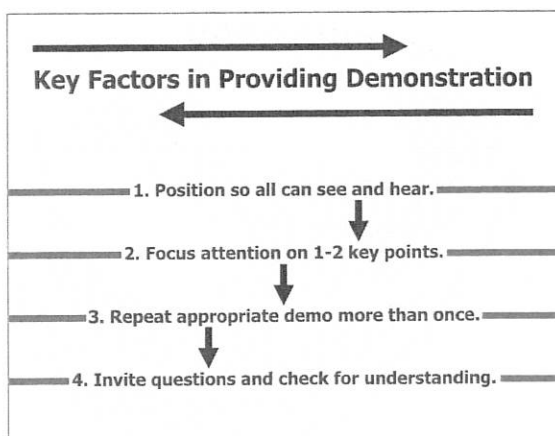 Key Factors in Providing Demonstration
1. Position so all can see and hear.
2. Focus attention on 1-2 key points.
3. Repeat appropriate demo more than once.
4. Invite questions and check for understanding.